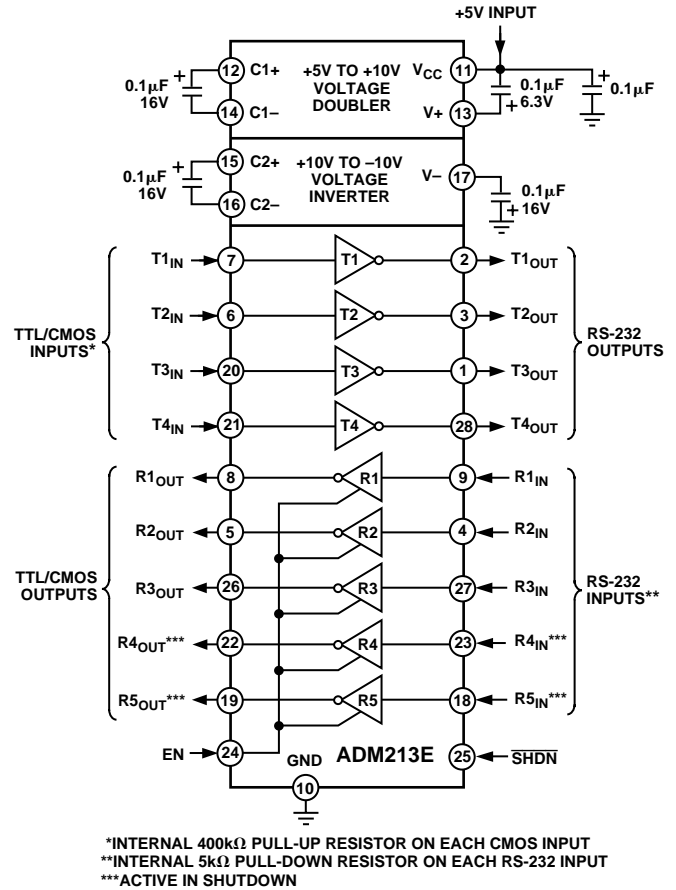 +5V INPUT
0.1μF 16V + 12 C1+ +5V TO +10V VOLTAGE DOUBLER VCC 11 0.1μF 6.3V + + 0.1μF
14 C1– V+ 13
0.1μF 16V + 15 C2+ +10V TO –10V VOLTAGE INVERTER V– 17 0.1μF + 16V
16 C2–
T1IN 7 T1 2 T1OUT
T2IN 6 T2 3 T2OUT
TTL/CMOS INPUTS*
RS-232 OUTPUTS
T3IN 20 T3 1 T3OUT
T4IN 21 T4 28 T4OUT
R1OUT 8 R1 9 R1IN
R2OUT 5 R2 4 R2IN
TTL/CMOS OUTPUTS
RS-232 INPUTS**
R3OUT 26 R3 27 R3IN
R4OUT*** 22 R4 23 R4IN***
R5OUT*** 19 R5 18 R5IN***
EN 24 GND ADM213E 25 SHDN
10
*INTERNAL 400kΩ PULL-UP RESISTOR ON EACH CMOS INPUT
**INTERNAL 5kΩ PULL-DOWN RESISTOR ON EACH RS-232 INPUT
***ACTIVE IN SHUTDOWN